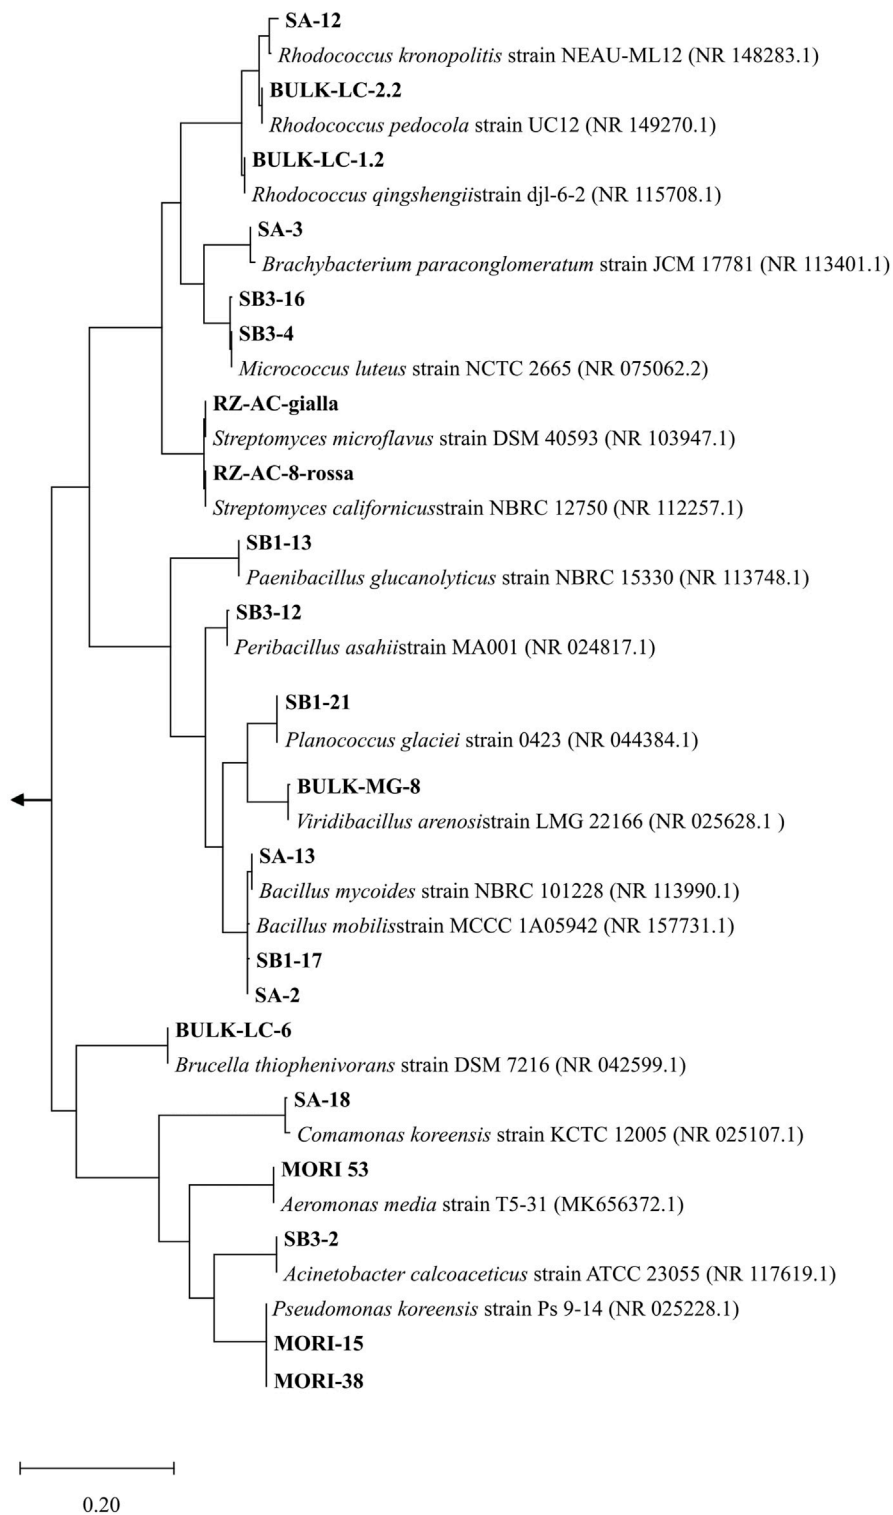 SA-12
Rhodococcus kronopolitis strain NEAU-ML12 (NR 148283.1)
BULK-LC-2.2
Rhodococcus pedocola strain UC12 (NR 149270.1)
BULK-LC-1.2
Rhodococcus qingshengiistrain djl-6-2 (NR 115708.1)
SA-3
Brachybacterium paraconglomeratum strain JCM 17781 (NR 113401.1)
SB3-16
SB3-4
Micrococcus luteus strain NCTC 2665 (NR 075062.2)
RZ-AC-gialla
Streptomyces microflavus strain DSM 40593 (NR 103947.1)
RZ-AC-8-rossa
Streptomyces californicusstrain NBRC 12750 (NR 112257.1)
SB1-13
Paenibacillus glucanolyticus strain NBRC 15330 (NR 113748.1)
SB3-12
Peribacillus asahiistrain MA001 (NR 024817.1)
SB1-21
Planococcus glaciei strain 0423 (NR 044384.1)
BULK-MG-8
Viridibacillus arenosistrain LMG 22166 (NR 025628.1 )
SA-13
Bacillus mycoides strain NBRC 101228 (NR 113990.1)
Bacillus mobilisstrain MCCC 1A05942 (NR 157731.1)
SB1-17
SA-2
BULK-LC-6
Brucella thiophenivorans strain DSM 7216 (NR 042599.1)
SA-18
Comamonas koreensis strain KCTC 12005 (NR 025107.1)
MORI 53
Aeromonas media strain T5-31 (MK656372.1)
SB3-2
Acinetobacter calcoaceticus strain ATCC 23055 (NR 117619.1)
Pseudomonas koreensis strain Ps 9-14 (NR 025228.1)
MORI-15
MORI-38
0.20